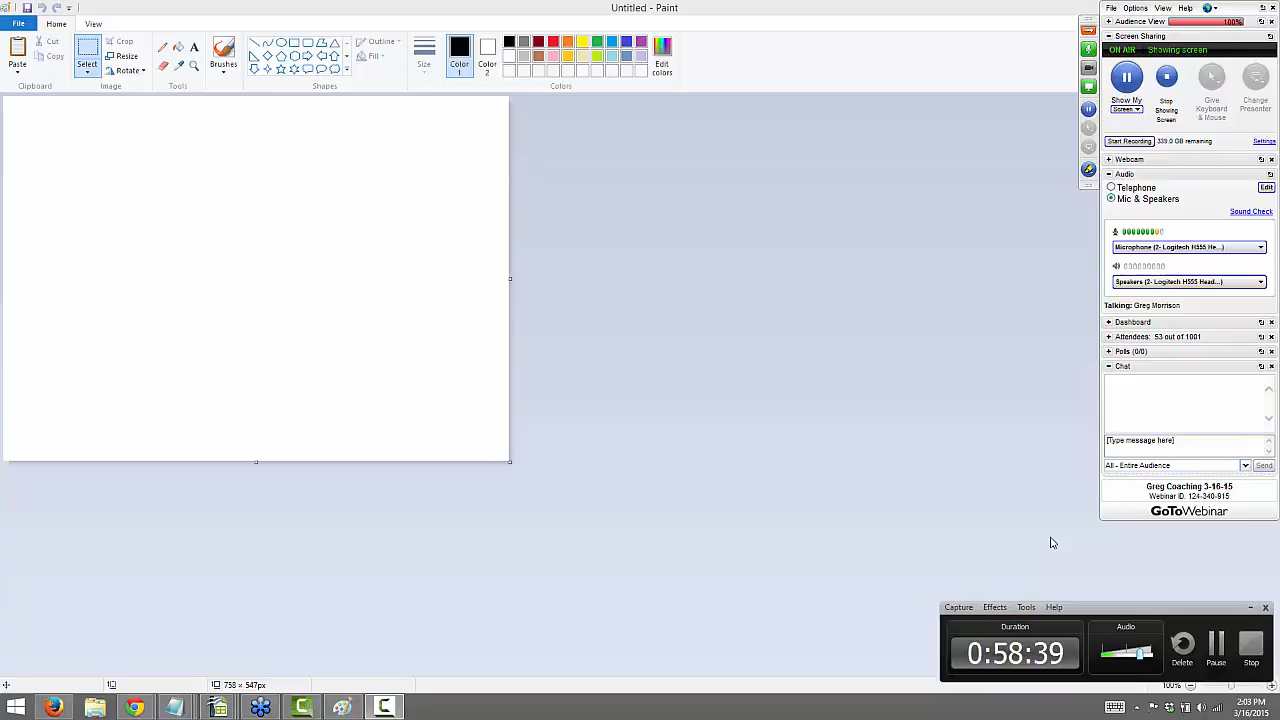 Untitled - Paint
File
Home
View
Paste
Cut
Copy
Clipboard
Select
Crop
Resize
Rotate
Image
Tools
Brushes
Shapes
Outline
Fill
Size
Color 1
Color 2
Edit colors
Colors
File Options View Help
Audience View 100%
Screen Sharing
ON AIR Showing screen
Show My Screen
Stop Showing Screen
Give Keyboard & Mouse
Change Presenter
Start Recording 339.0 GB remaining Settings
Webcam
Audio
Telephone Edit
Mic & Speakers
Sound Check
Microphone (2- Logitech H555 He...)
Speakers (2- Logitech H555 Head...)
Talking: Greg Morrison
Dashboard
Attendees: 53 out of 1001
Polls (0/0)
Chat
[Type message here]
All - Entire Audience Send
Greg Coaching 3-16-15
Webinar ID: 124-340-915
GoToWebinar
Capture Effects Tools Help
Duration Audio
0:58:39
Delete Pause Stop
758 × 547px
100%
2:03 PM
3/16/2015